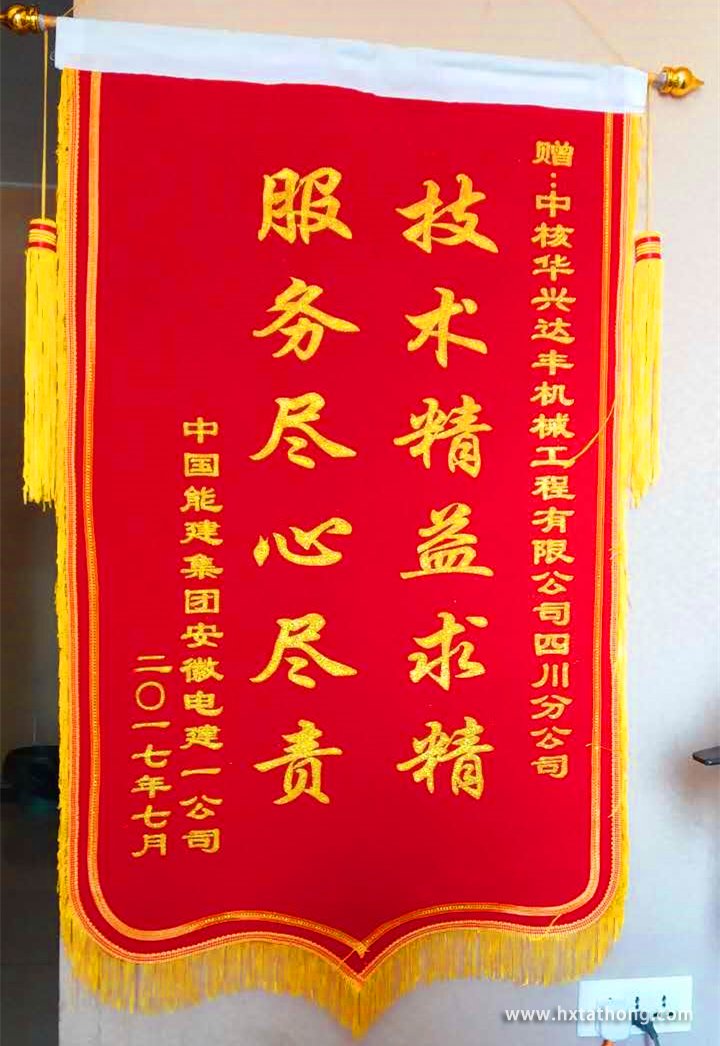 赠：中核华兴达丰机械工程有限公司四川分公司
技术精益求精
服务尽心尽责
中国能建集团安徽电建一公司
二〇一七年七月
www.hxtathong.com